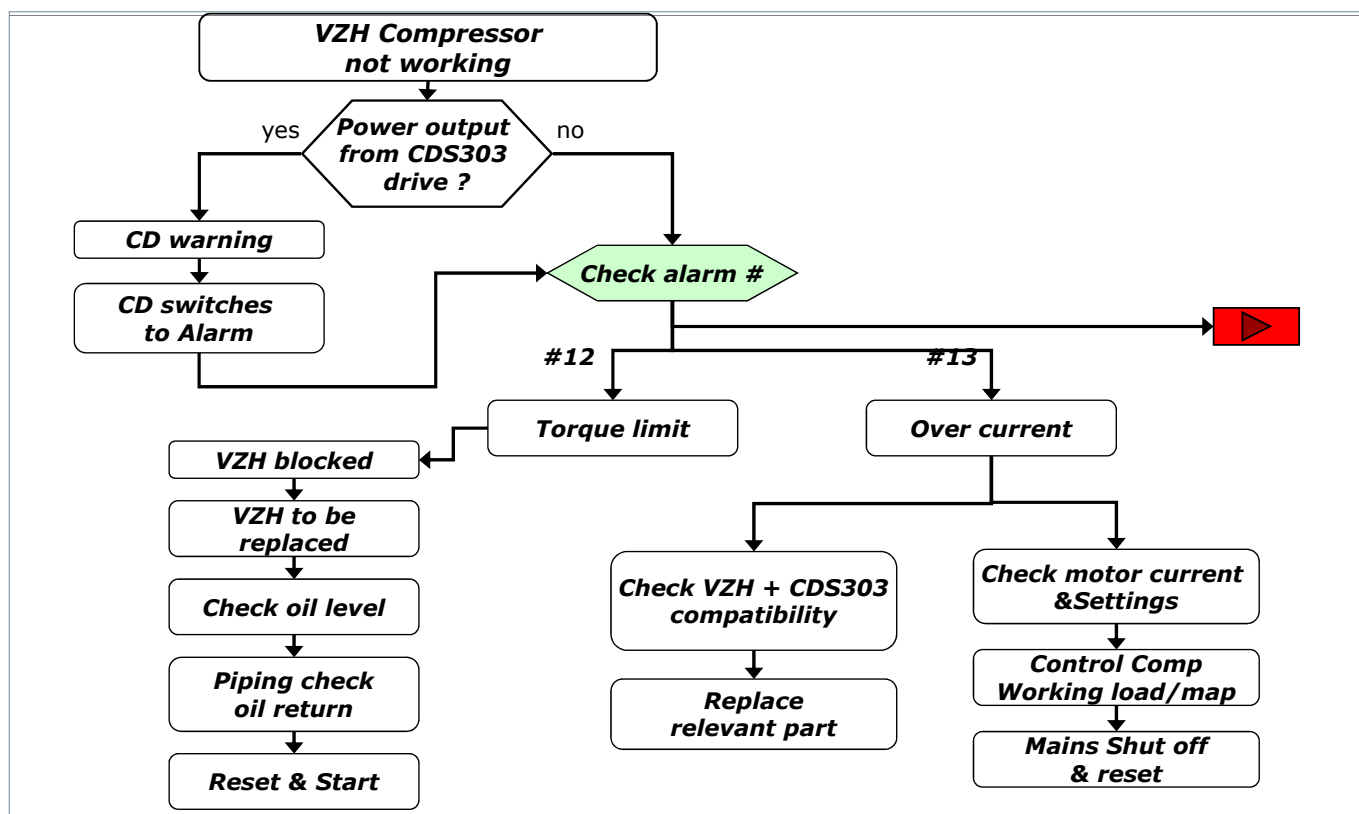 VZH Compressor
not working
yes
Power output
from CDS303
drive ?
no
CD warning
CD switches
to Alarm
Check alarm #
#12
#13
Torque limit
Over current
VZH blocked
VZH to be
replaced
Check oil level
Piping check
oil return
Reset & Start
Check VZH + CDS303
compatibility
Replace
relevant part
Check motor current
&Settings
Control Comp
Working load/map
Mains Shut off
& reset